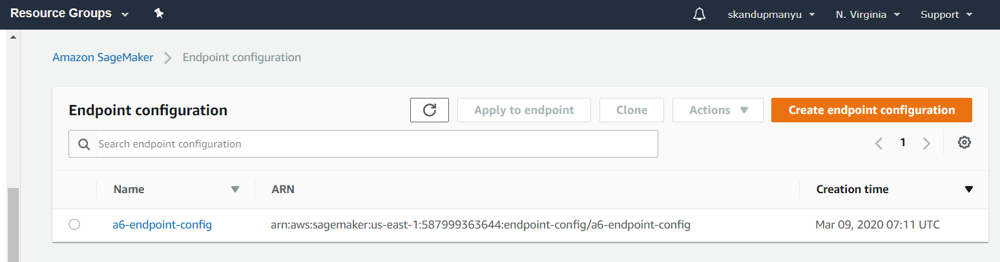 Resource Groups skandupmanyu N. Virginia Support
Amazon SageMaker Endpoint configuration
Endpoint configuration Apply to endpoint Clone Actions Create endpoint configuration
Search endpoint configuration 1
Name ARN Creation time
a6-endpoint-config arn:aws:sagemaker:us-east-1:587999363644:endpoint-config/a6-endpoint-config Mar 09, 2020 07:11 UTC